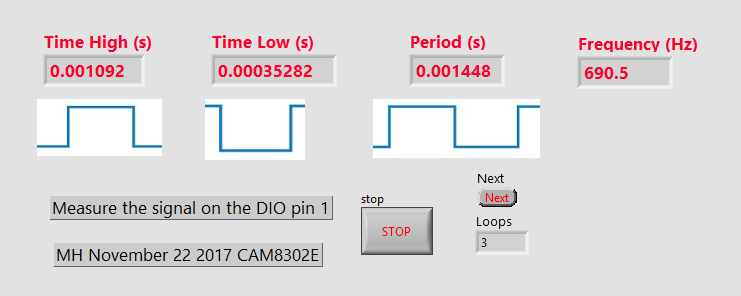 Time High (s)
Time Low (s)
Period (s)
Frequency (Hz)
0.001092
0.00035282
0.001448
690.5
Measure the signal on the DIO pin 1
stop
STOP
Next
Next
Loops
3
MH November 22 2017 CAM8302E